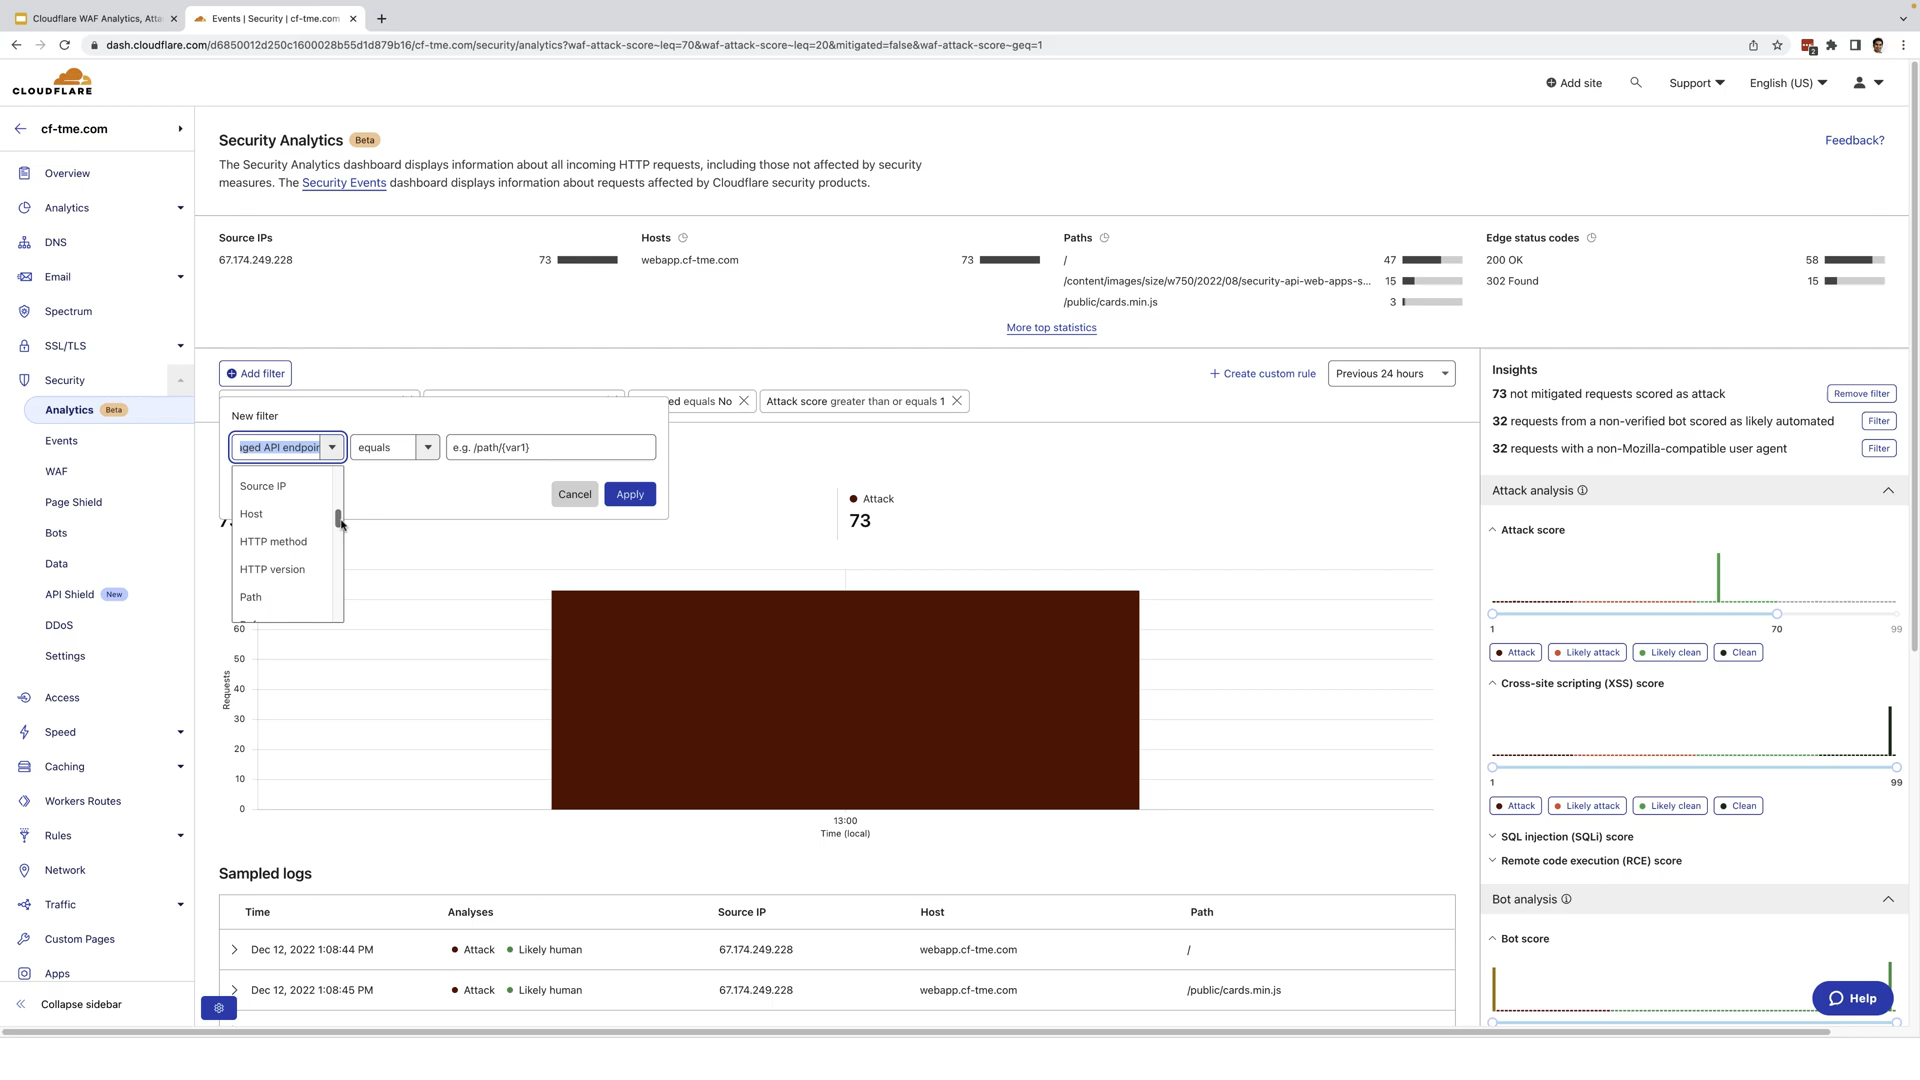 Cloudflare WAF Analytics, Atta
Events | Security | cf-tme.com
dash.cloudflare.com/d6850012d250c1600028b55d1d879b16/cf-tme.com/security/analytics?waf-attack-score~leq=70&waf-attack-score~leq=20&mitigated=false&waf-attack-score~geq=1
2
CLOUDFLARE
Add site
Support
English (US)
cf-tme.com
Overview
Analytics
DNS
Email
Spectrum
SSL/TLS
Security
Analytics Beta
Events
WAF
Page Shield
Bots
Data
API Shield New
DDoS
Settings
Access
Speed
Caching
Workers Routes
Rules
Network
Traffic
Custom Pages
Apps
Collapse sidebar
Security Analytics Beta
Feedback?
The Security Analytics dashboard displays information about all incoming HTTP requests, including those not affected by security
measures. The Security Events dashboard displays information about requests affected by Cloudflare security products.
Source IPs
67.174.249.228 73
Hosts
webapp.cf-tme.com 73
Paths
/ 47
/content/images/size/w750/2022/08/security-api-web-apps-s... 15
/public/cards.min.js 3
Edge status codes
200 OK 58
302 Found 15
More top statistics
Add filter
Create custom rule
Previous 24 hours
ed equals No
Attack score greater than or equals 1
New filter
aged API endpoin
equals
e.g. /path/{var1}
Source IP
Host
HTTP method
HTTP version
Path
Cancel
Apply
Attack
73
60
50
40
30
20
10
0
Requests
13:00
Time (local)
Sampled logs
Time Analyses Source IP Host Path
Dec 12, 2022 1:08:44 PM Attack Likely human 67.174.249.228 webapp.cf-tme.com /
Dec 12, 2022 1:08:45 PM Attack Likely human 67.174.249.228 webapp.cf-tme.com /public/cards.min.js
Insights
73 not mitigated requests scored as attack Remove filter
32 requests from a non-verified bot scored as likely automated Filter
32 requests with a non-Mozilla-compatible user agent Filter
Attack analysis
Attack score
1 70 99
Attack Likely attack Likely clean Clean
Cross-site scripting (XSS) score
1 99
Attack Likely attack Likely clean Clean
SQL injection (SQLi) score
Remote code execution (RCE) score
Bot analysis
Bot score
Help